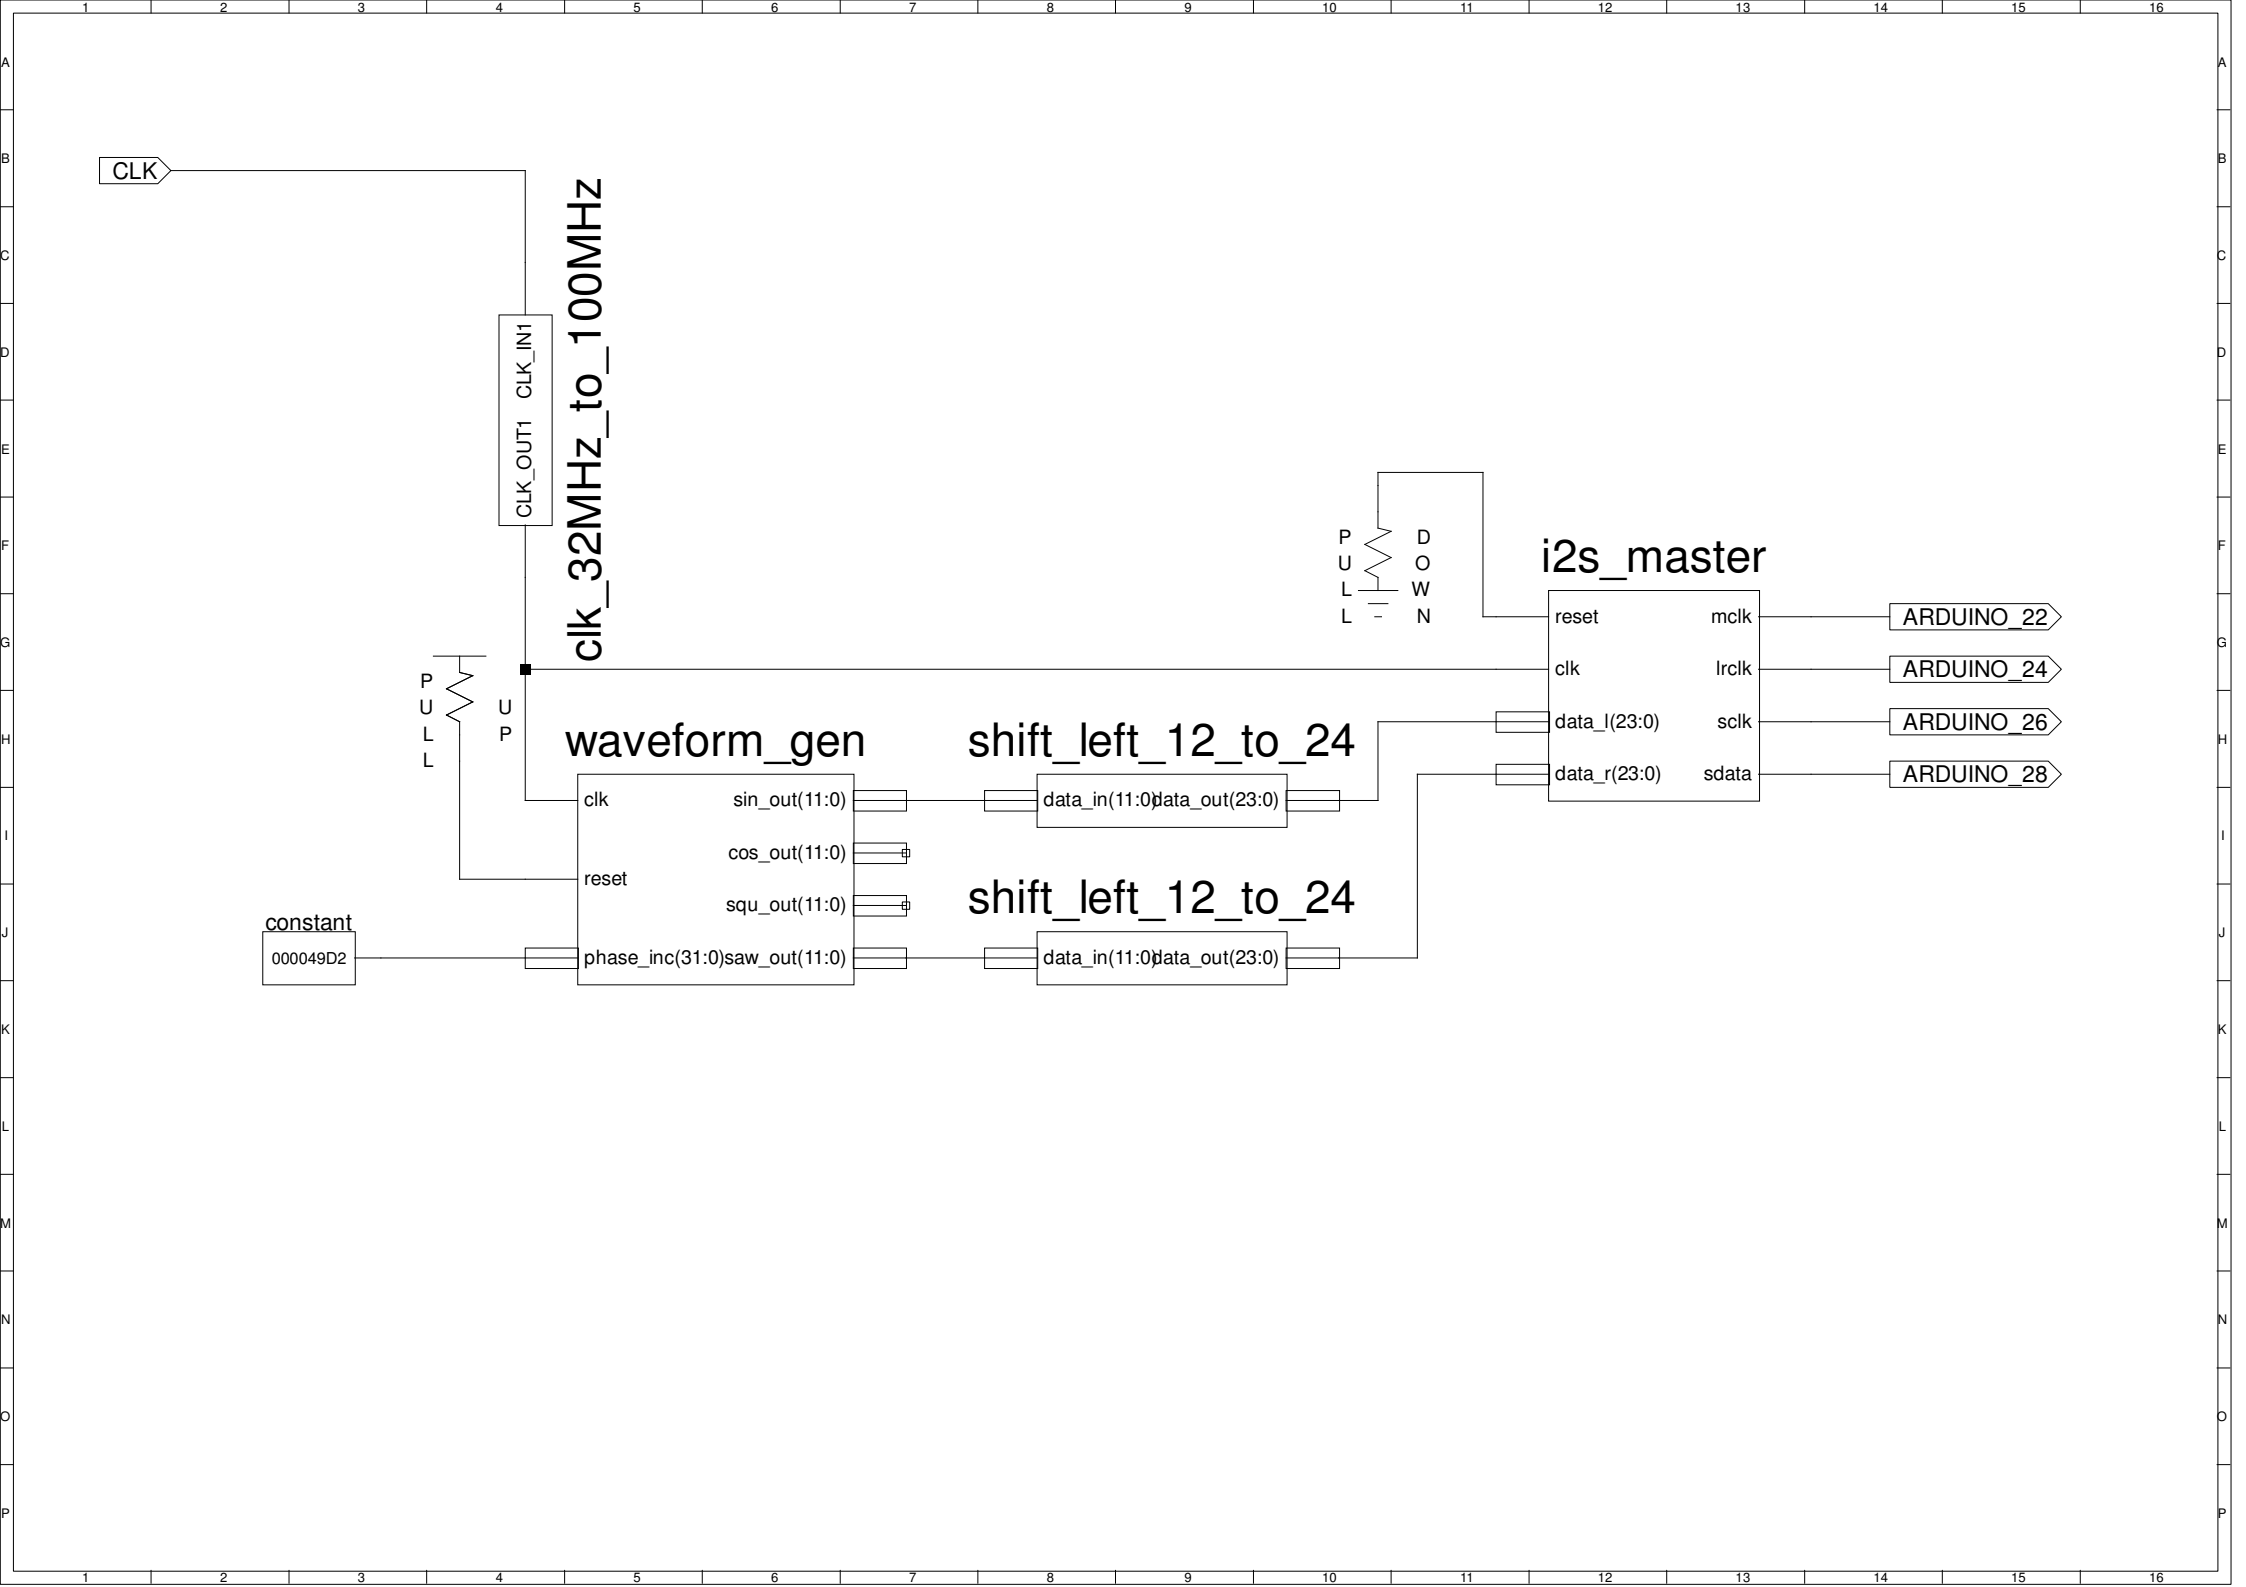 1 2 3 4 5 6 7 8 9 10 11 12 13 14 15 16
A A
B B
CLK
C C
clk_32MHz_to_100MHz
D D
CLK_IN1
CLK_OUT1
E E
F F
PULL DOWN
i2s_master
reset mclk ARDUINO_22
G G
clk lrclk ARDUINO_24
PULL UP
data_l(23:0) sclk ARDUINO_26
H H
waveform_gen shift_left_12_to_24
data_r(23:0) sdata ARDUINO_28
clk sin_out(11:0) data_in(11:0) data_out(23:0)
I I
cos_out(11:0)
reset
shift_left_12_to_24
squ_out(11:0)
constant
J J
000049D2 phase_inc(31:0) saw_out(11:0) data_in(11:0) data_out(23:0)
K K
L L
M M
N N
O O
P P
1 2 3 4 5 6 7 8 9 10 11 12 13 14 15 16